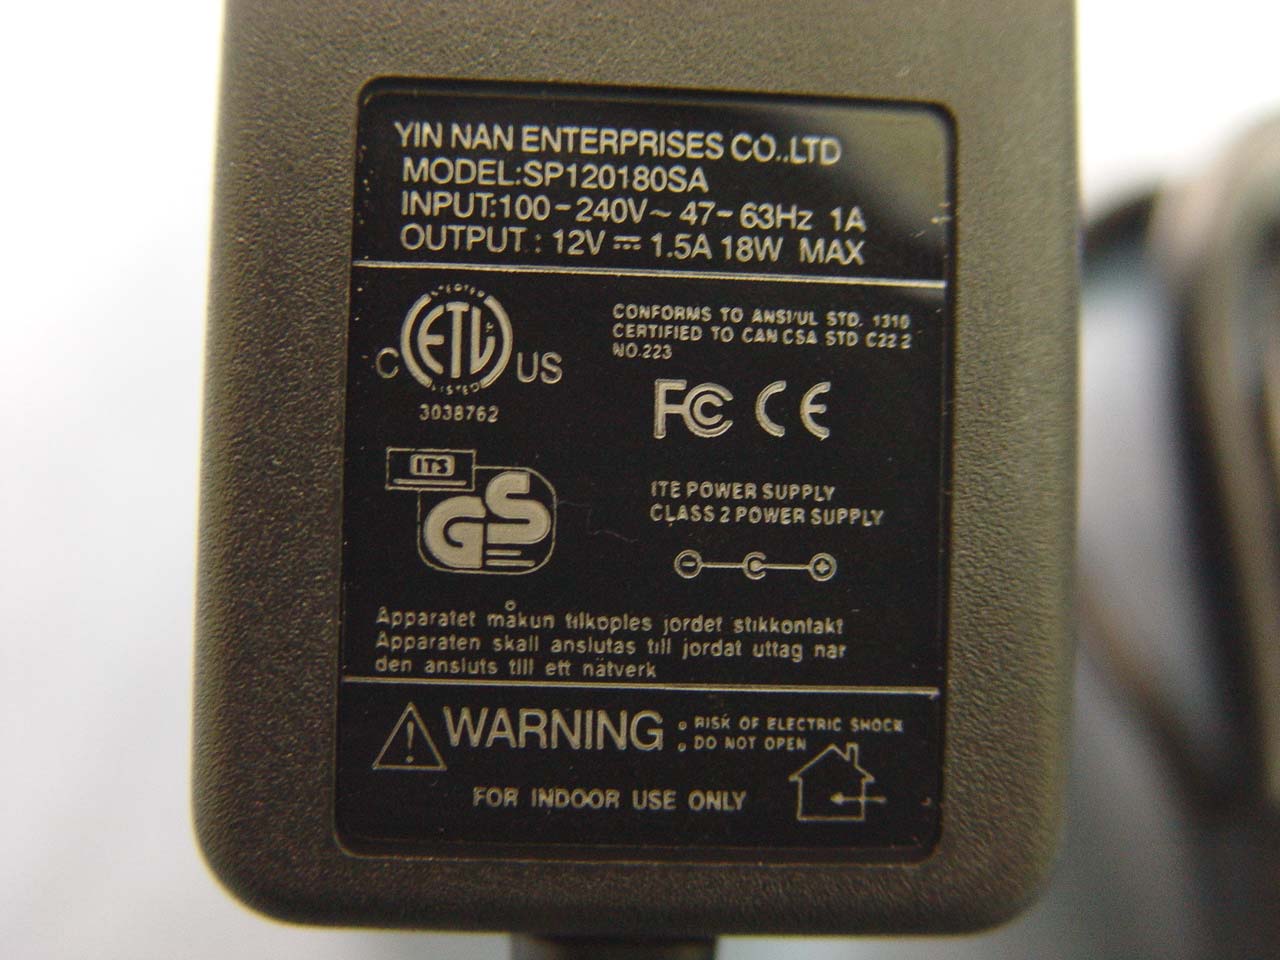 YIN NAN ENTERPRISES CO.,LTD
MODEL:SP120180SA
INPUT:100-240V~ 47-63Hz 1A
OUTPUT: 12V⎓ 1.5A 18W MAX
LISTED
ETL
C US
LISTED
3038762
CONFORMS TO ANSI/UL STD. 1310
CERTIFIED TO CAN CSA STD C22 2
NO.223
FC CE
ITS
GS
ITE POWER SUPPLY
CLASS 2 POWER SUPPLY
Apparatet måkun tilkoples jordet stikkontakt
Apparaten skall anslutas till jordat uttag nar
den ansluts till ett nätverk
WARNING
RISK OF ELECTRIC SHOCK
DO NOT OPEN
FOR INDOOR USE ONLY